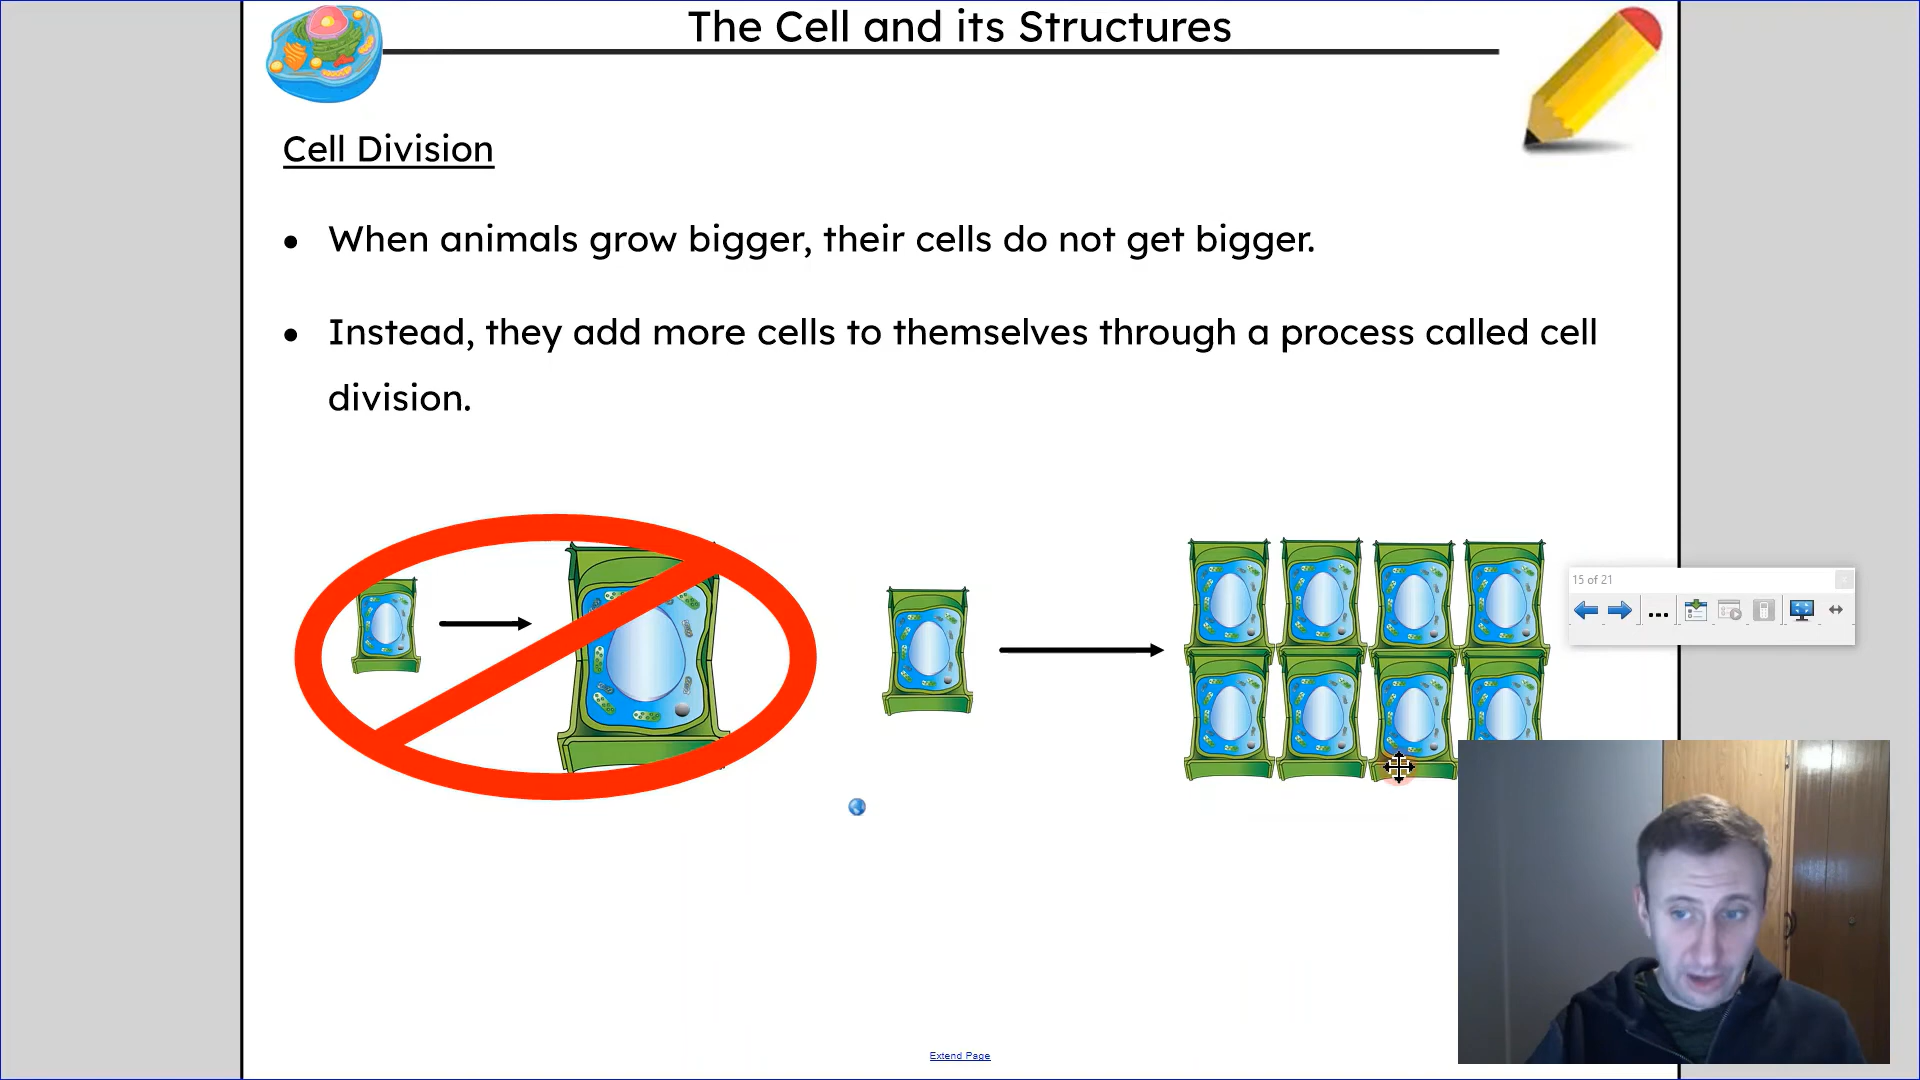 The Cell and its Structures
Cell Division
• When animals grow bigger, their cells do not get bigger.
• Instead, they add more cells to themselves through a process called cell
division.
15 of 21
Extend Page